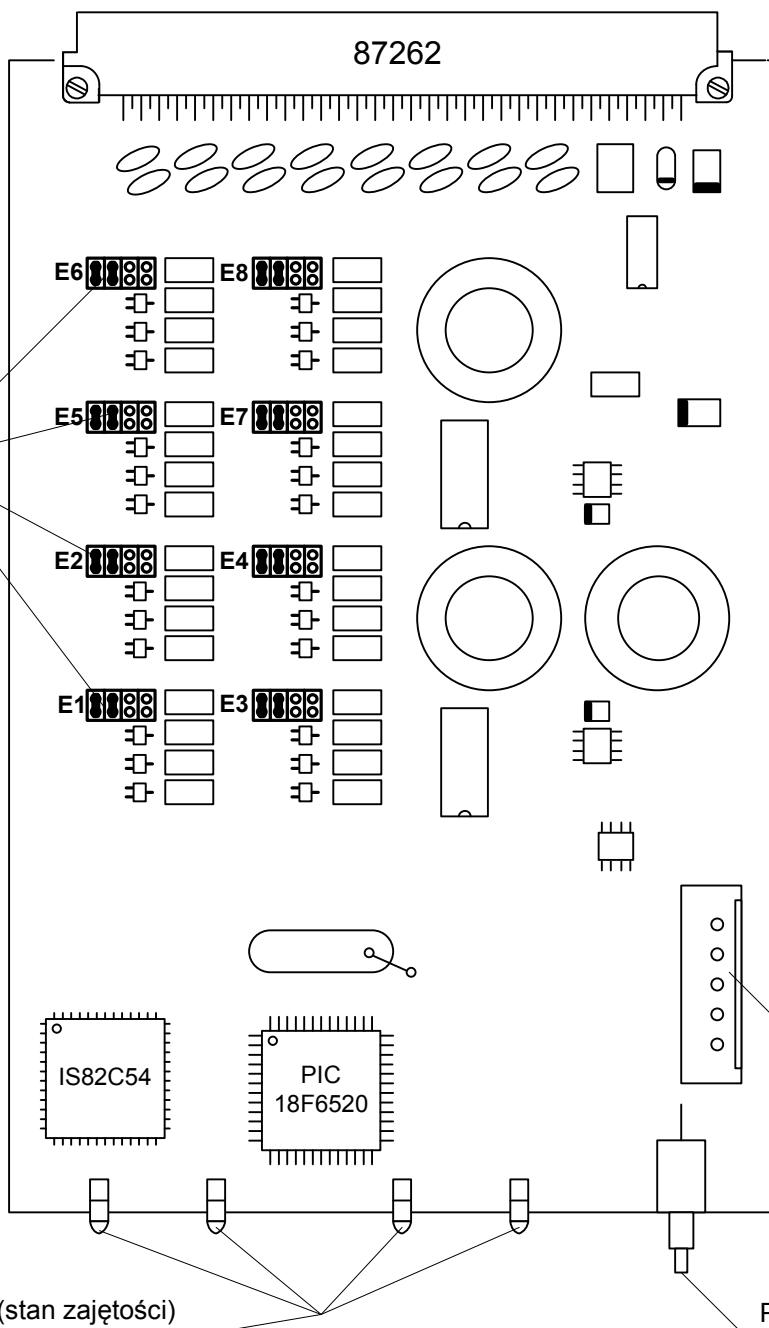 87262
E6 E8
E5 E7
E2 E4
E1 E3
IS82C54
PIC
18F6520
(stan zajętości)